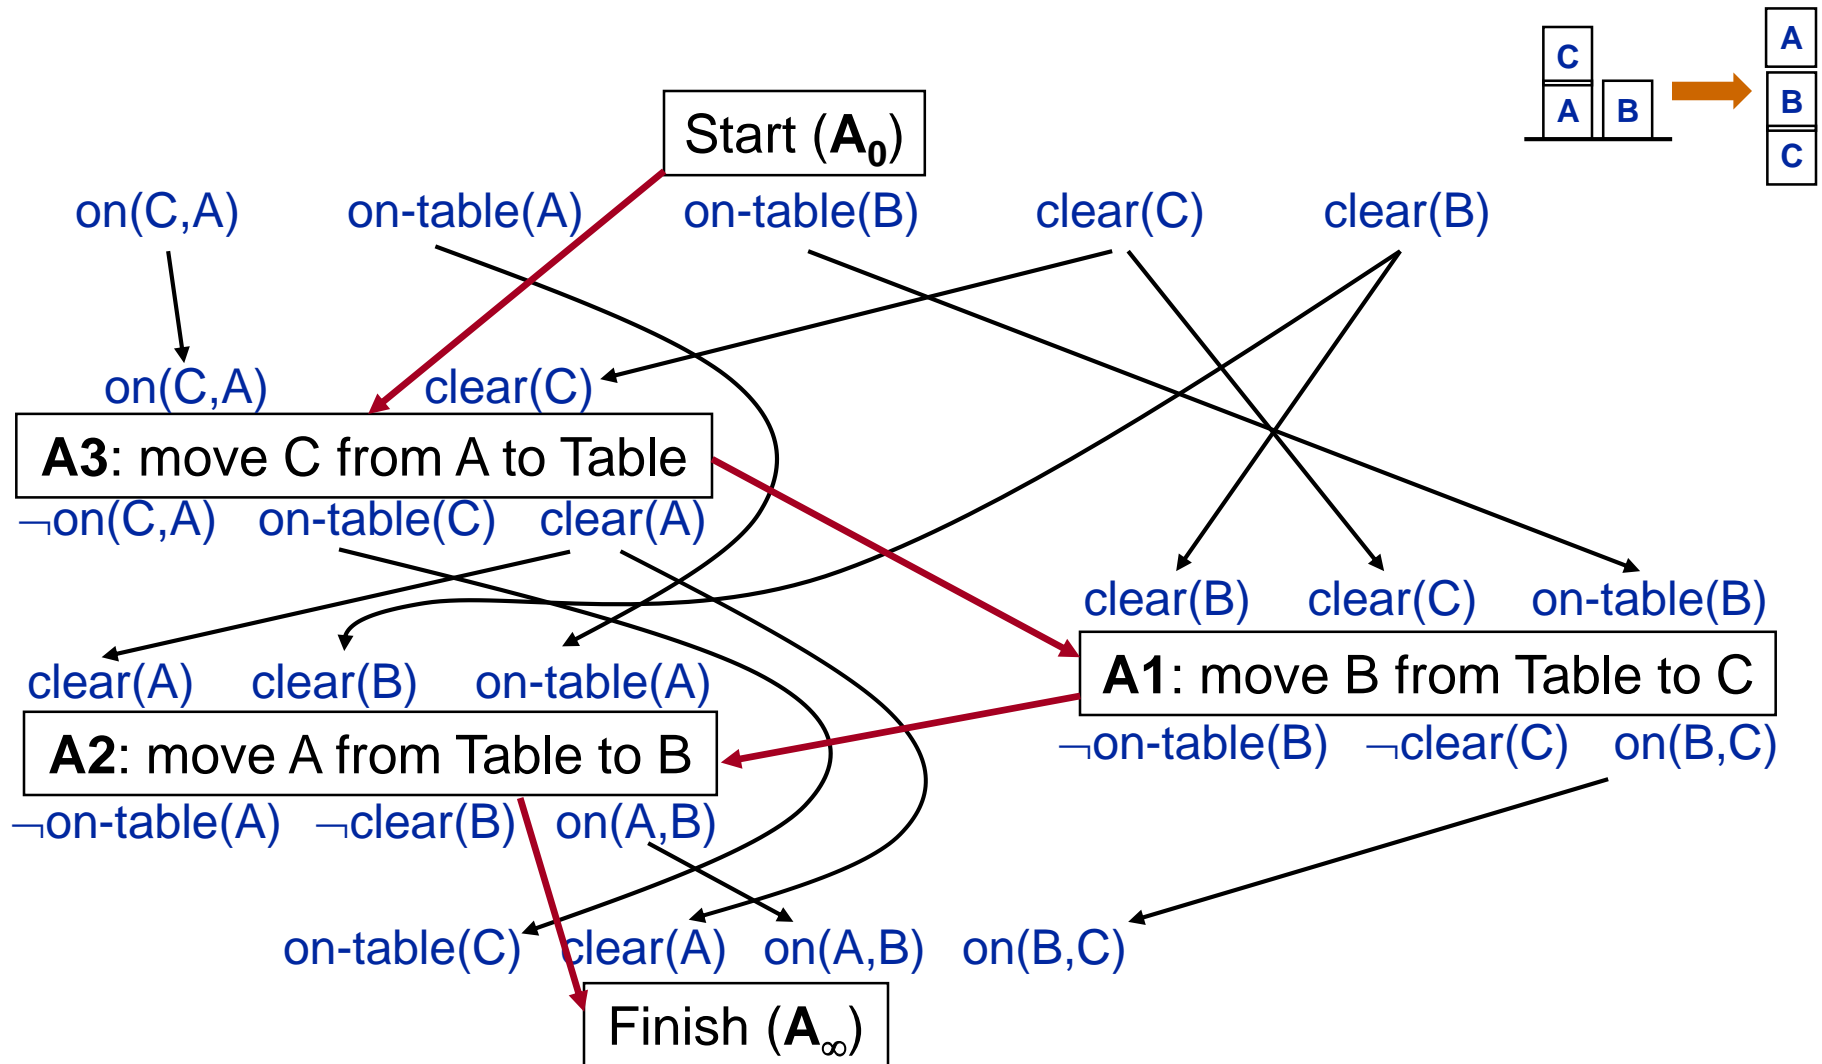 C
A B
A
B
C
Start (A₀)
on(C,A) on-table(A) on-table(B) clear(C) clear(B)
on(C,A) clear(C)
A3: move C from A to Table
¬on(C,A) on-table(C) clear(A)
clear(B) clear(C) on-table(B)
A1: move B from Table to C
¬on-table(B) ¬clear(C) on(B,C)
clear(A) clear(B) on-table(A)
A2: move A from Table to B
¬on-table(A) ¬clear(B) on(A,B)
on-table(C) clear(A) on(A,B) on(B,C)
Finish (A∞)